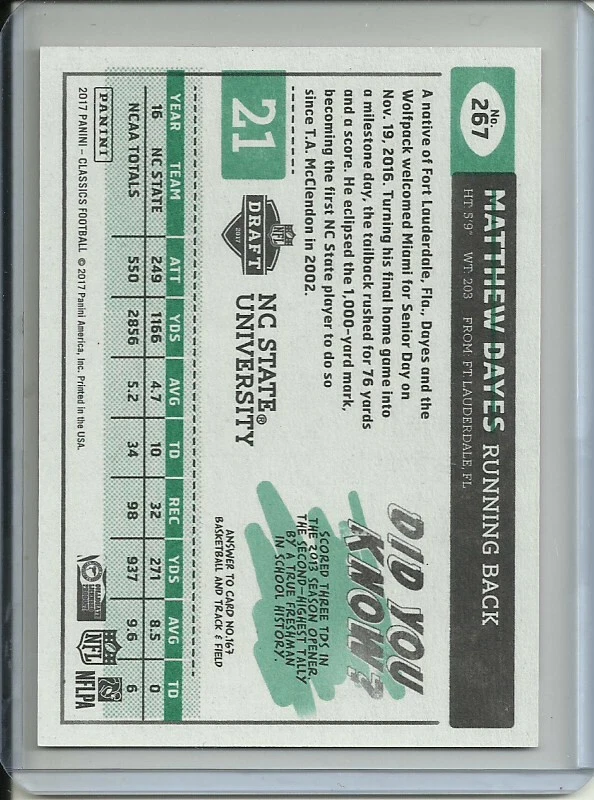 No.
267
MATTHEW DAYES RUNNING BACK
HT: 5'9" WT: 203 FROM: FT. LAUDERDALE, FL
A native of Fort Lauderdale, Fla., Dayes and the
Wolfpack welcomed Miami for Senior Day on
Nov. 19, 2016. Turning his final home game into
a milestone day, the tailback rushed for 76 yards
and a score. He eclipsed the 1,000-yard mark,
becoming the first NC State player to do so
since T.A. McClendon in 2002.
DID YOU
KNOW?
SCORED THREE TDS IN
THE 2013 SEASON OPENER,
THE SECOND-HIGHEST TALLY
BY A TRUE FRESHMAN
IN SCHOOL HISTORY.
21
NFL
2017
DRAFT
NC STATE®
UNIVERSITY
ANSWER TO CARD NO. 167
BASKETBALL AND TRACK & FIELD
YEAR TEAM ATT YDS AVG TD REC YDS AVG TD
16 NC STATE 249 1166 4.7 10 32 271 8.5 0
NCAA TOTALS 550 2856 5.2 34 98 937 9.6 6
PANINI
2017 PANINI - CLASSICS FOOTBALL © 2017 Panini America, Inc. Printed in the USA.
NFL
NFLPA